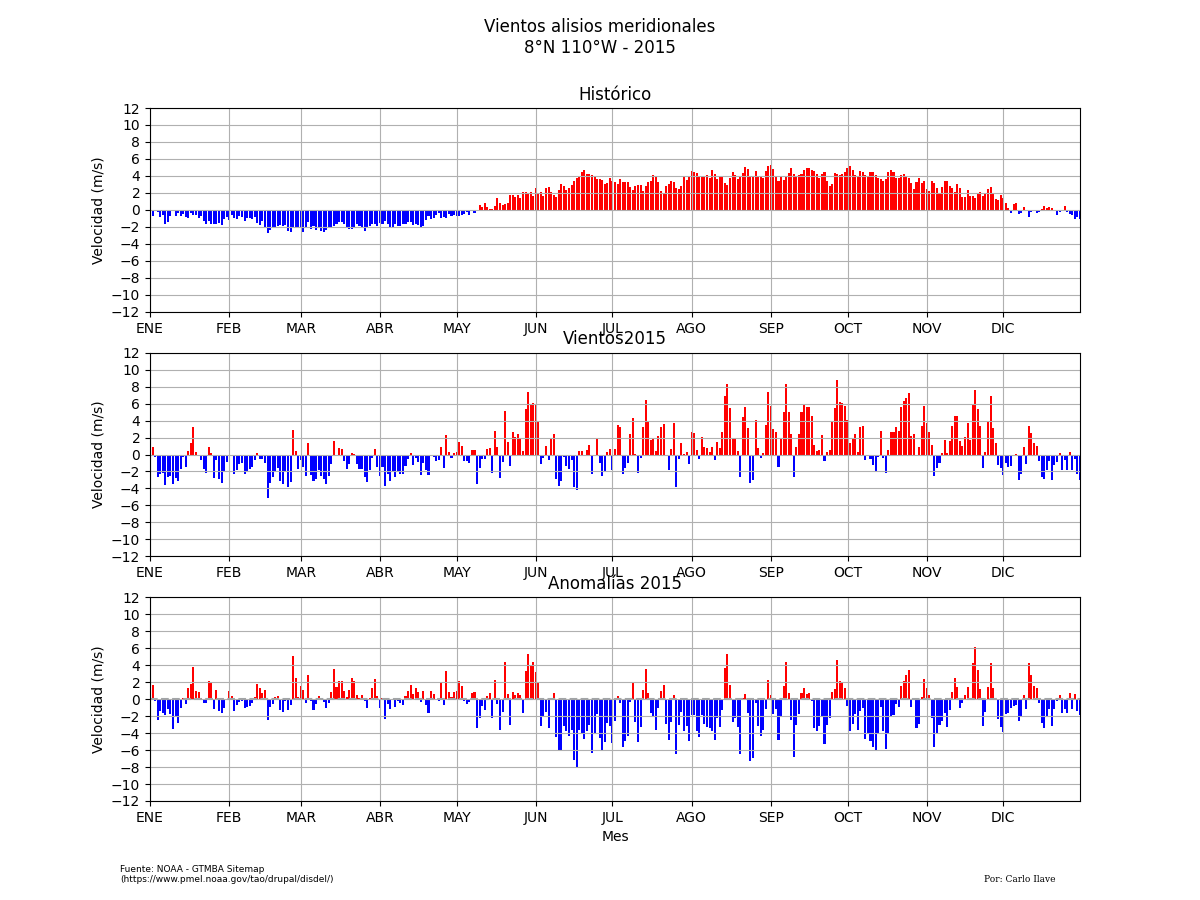 Vientos alisios meridionales
8°N 110°W - 2015
Histórico
12
10
8
6
4
2
0
−2
−4
−6
−8
−10
−12
Velocidad (m/s)
ENE FEB MAR ABR MAY JUN JUL AGO SEP OCT NOV DIC
Vientos2015
12
10
8
6
4
2
0
−2
−4
−6
−8
−10
−12
Velocidad (m/s)
ENE FEB MAR ABR MAY JUN JUL AGO SEP OCT NOV DIC
Anomalías 2015
12
10
8
6
4
2
0
−2
−4
−6
−8
−10
−12
Velocidad (m/s)
ENE FEB MAR ABR MAY JUN JUL AGO SEP OCT NOV DIC
Mes
Fuente: NOAA - GTMBA Sitemap
(https://www.pmel.noaa.gov/tao/drupal/disdel/)
Por: Carlo Ilave